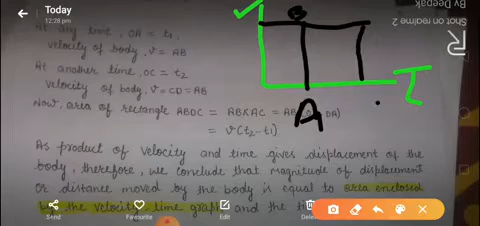 Today
12:28 pm
At any time, OA = t1,
velocity of body, v = AB
At another time, OC = t2
velocity of body, v = CD = AB
Now, area of rectangle ABDC = ABXAC = AB OA)
= v(t2-t1)
As product of velocity and time gives displacement of
the body, therefore, we conclude that magnitude of displacement
or distance moved by the body is equal to area enclosed
by the velocity-time graph and the
B
A
T
Shot on realme 2
By Deepak
R
Send
Favourite
Edit